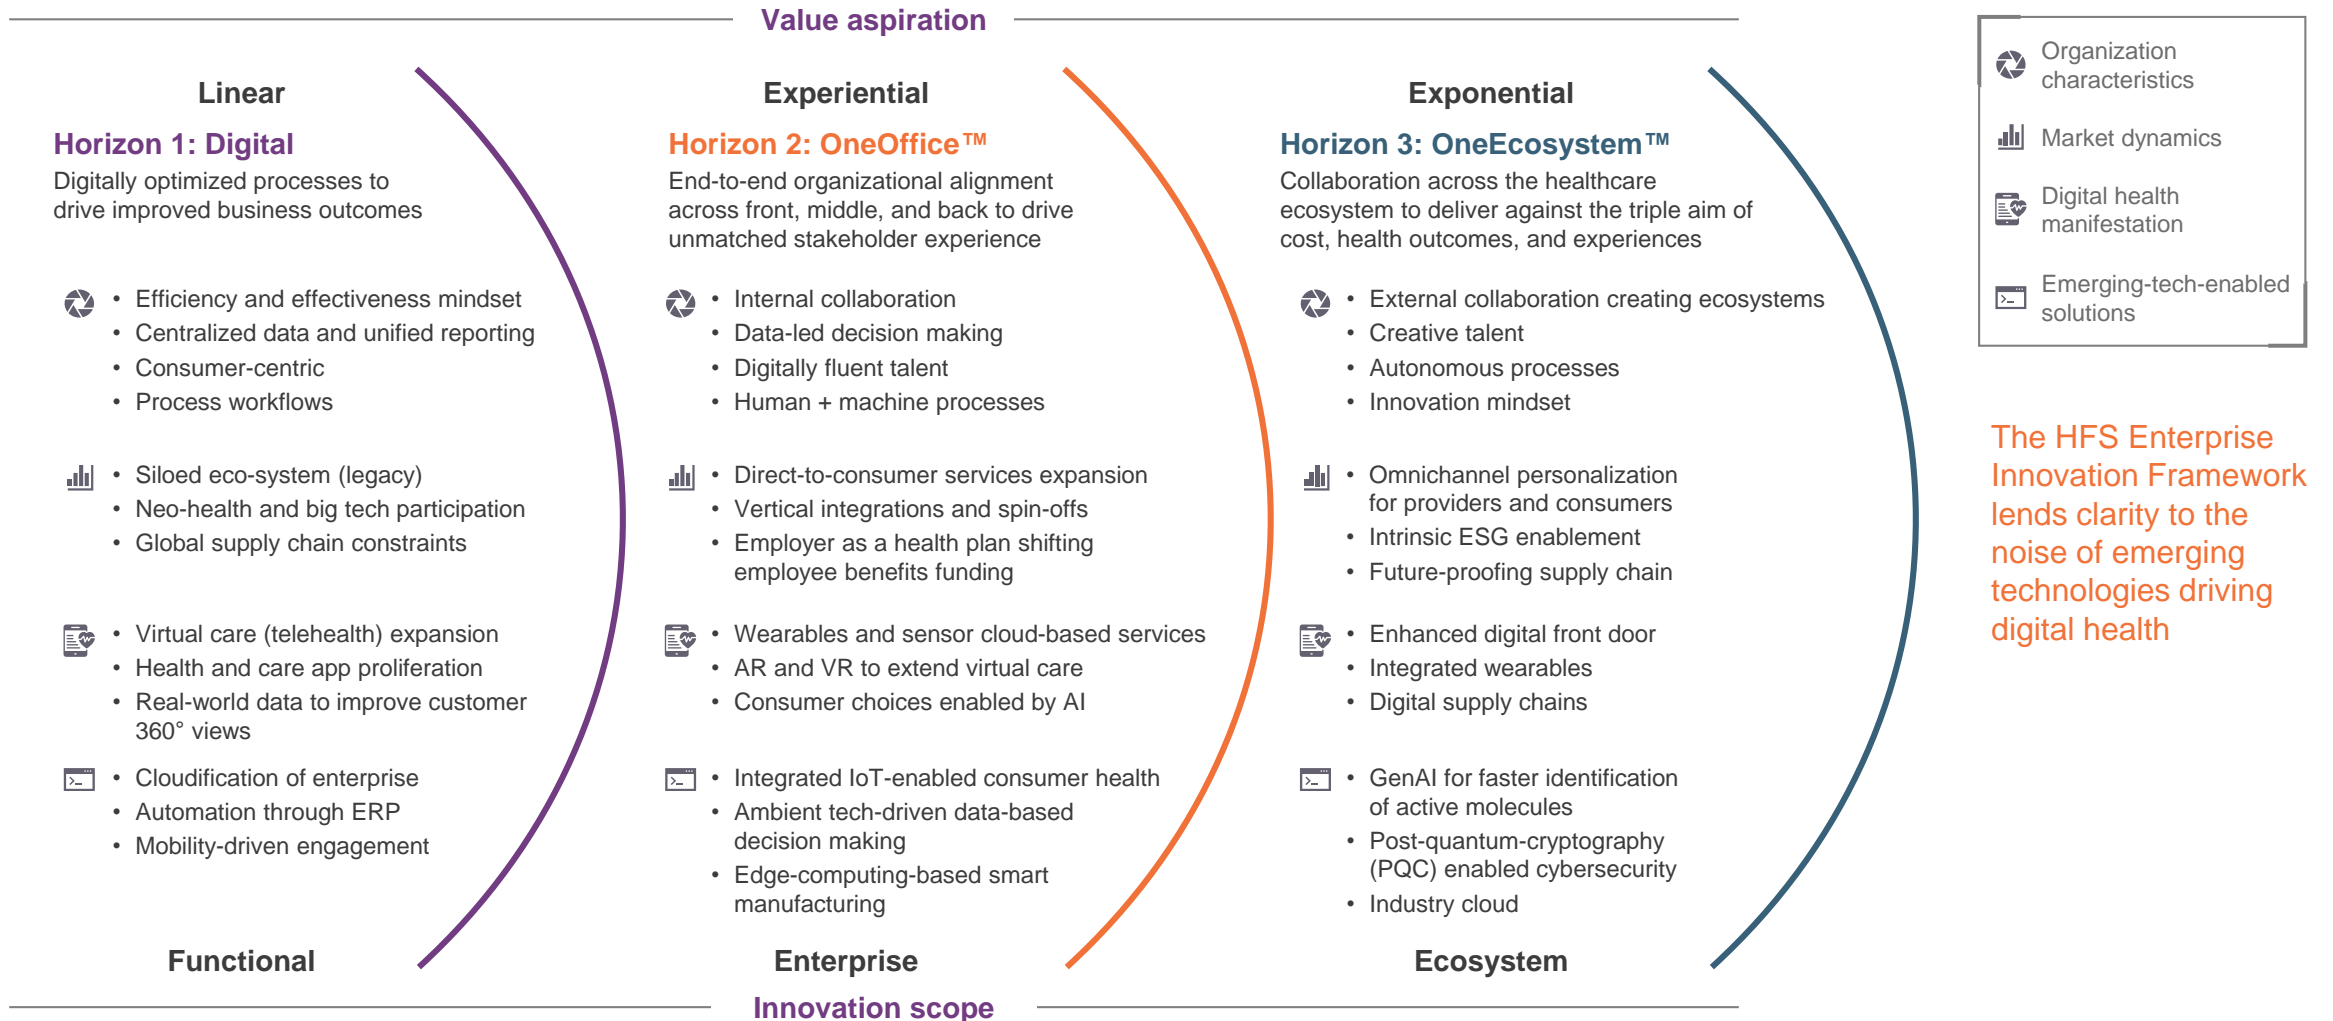 Value aspiration
Linear
Horizon 1: Digital
Digitally optimized processes to
drive improved business outcomes
• Efficiency and effectiveness mindset
• Centralized data and unified reporting
• Consumer-centric
• Process workflows
• Siloed eco-system (legacy)
• Neo-health and big tech participation
• Global supply chain constraints
• Virtual care (telehealth) expansion
• Health and care app proliferation
• Real-world data to improve customer
360° views
• Cloudification of enterprise
• Automation through ERP
• Mobility-driven engagement
Functional
Experiential
Horizon 2: OneOffice™
End-to-end organizational alignment
across front, middle, and back to drive
unmatched stakeholder experience
• Internal collaboration
• Data-led decision making
• Digitally fluent talent
• Human + machine processes
• Direct-to-consumer services expansion
• Vertical integrations and spin-offs
• Employer as a health plan shifting
employee benefits funding
• Wearables and sensor cloud-based services
• AR and VR to extend virtual care
• Consumer choices enabled by AI
• Integrated IoT-enabled consumer health
• Ambient tech-driven data-based
decision making
• Edge-computing-based smart
manufacturing
Enterprise
Exponential
Horizon 3: OneEcosystem™
Collaboration across the healthcare
ecosystem to deliver against the triple aim of
cost, health outcomes, and experiences
• External collaboration creating ecosystems
• Creative talent
• Autonomous processes
• Innovation mindset
• Omnichannel personalization
for providers and consumers
• Intrinsic ESG enablement
• Future-proofing supply chain
• Enhanced digital front door
• Integrated wearables
• Digital supply chains
• GenAI for faster identification
of active molecules
• Post-quantum-cryptography
(PQC) enabled cybersecurity
• Industry cloud
Ecosystem
Innovation scope
Organization
characteristics
Market dynamics
Digital health
manifestation
Emerging-tech-enabled
solutions
The HFS Enterprise
Innovation Framework
lends clarity to the
noise of emerging
technologies driving
digital health